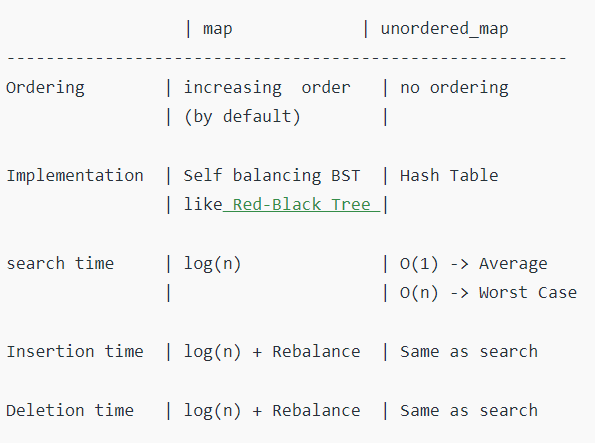 | map | unordered_map
---------------------------------------------------------
Ordering | increasing order | no ordering
| (by default) |
Implementation | Self balancing BST | Hash Table
| like Red-Black Tree |
search time | log(n) | O(1) -> Average
| | O(n) -> Worst Case
Insertion time | log(n) + Rebalance | Same as search
Deletion time | log(n) + Rebalance | Same as search